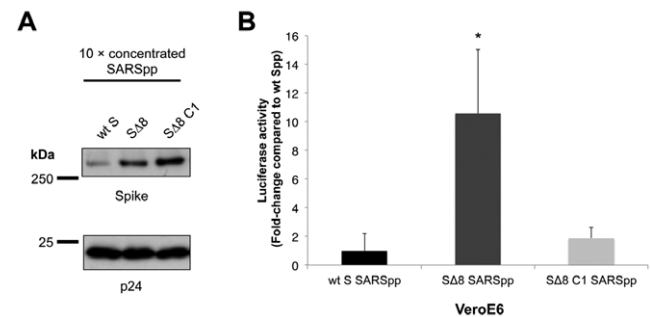 A
10 × concentrated
SARSpp
wt S
SΔ8
SΔ8 C1
kDa
250
Spike
25
p24
B
Luciferase activity
(Fold-change compared to wt Spp)
16
14
12
10
8
6
4
2
0
*
wt S SARSpp
SΔ8 SARSpp
SΔ8 C1 SARSpp
VeroE6